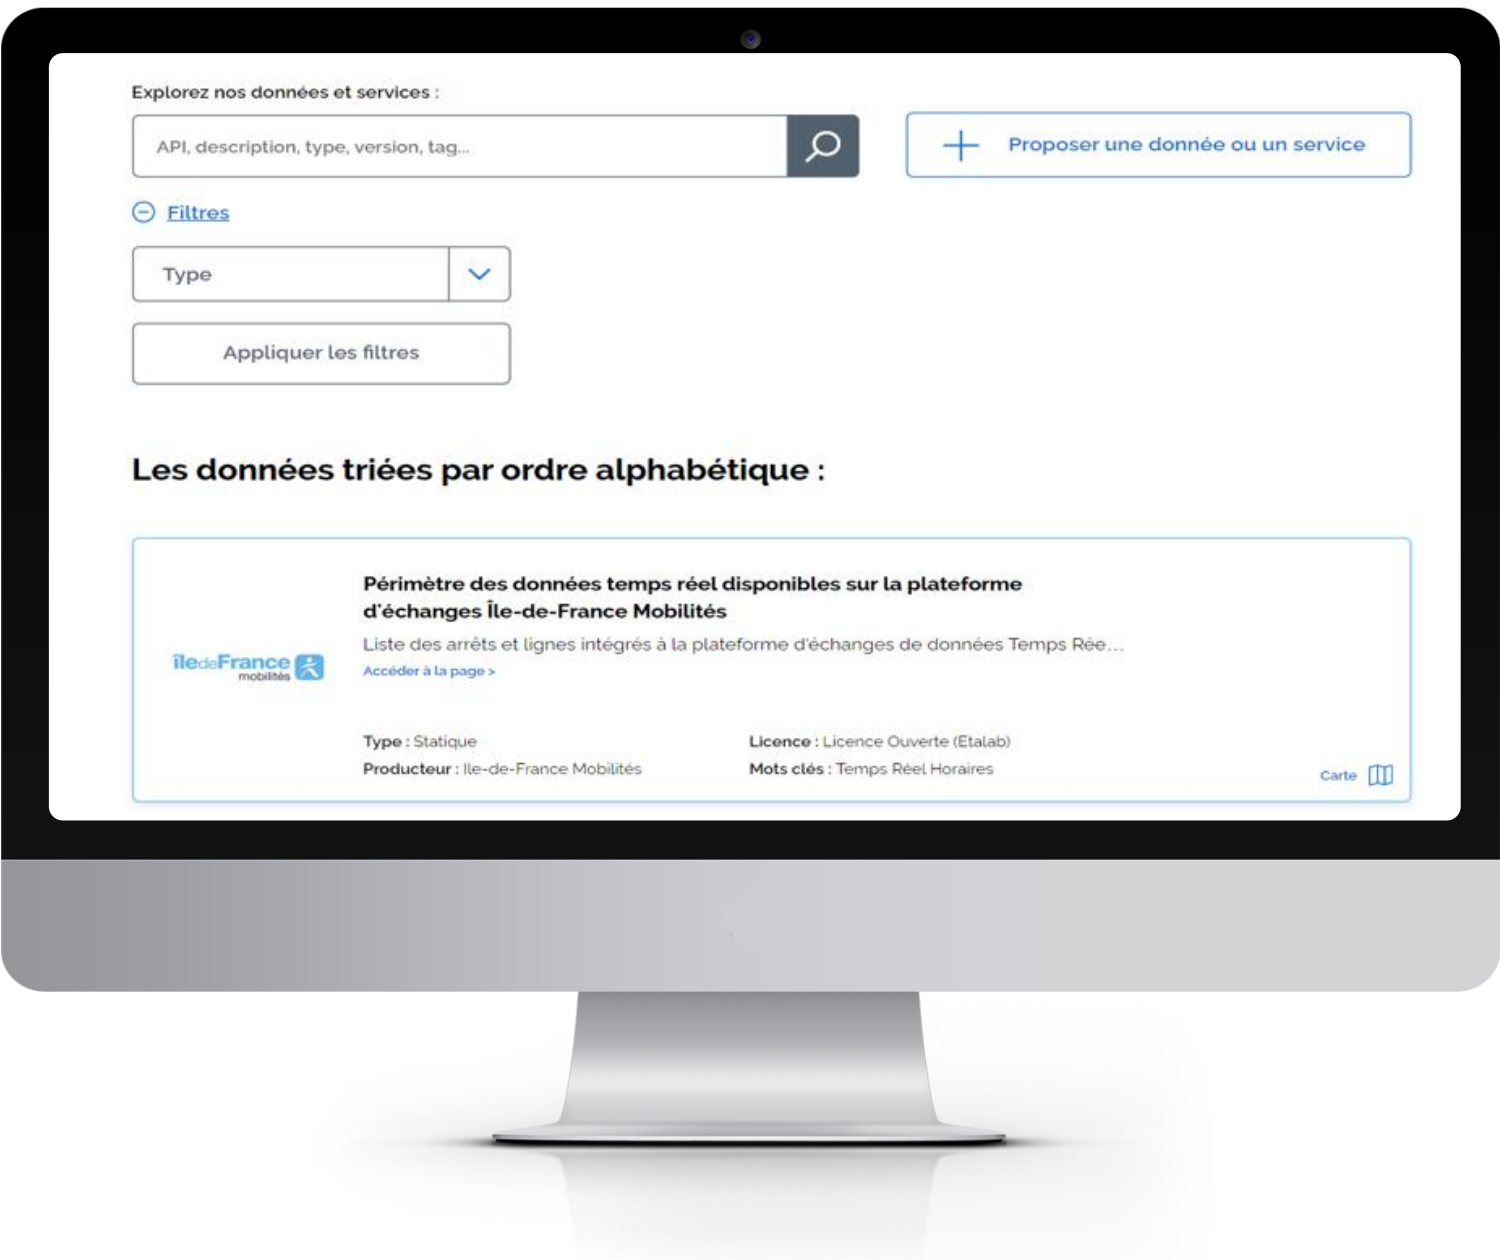 Explorez nos données et services :
API, description, type, version, tag...
Proposer une donnée ou un service
Filtres
Type
Appliquer les filtres
Les données triées par ordre alphabétique :
Périmètre des données temps réel disponibles sur la plateforme
d'échanges Île-de-France Mobilités
Liste des arrêts et lignes intégrés à la plateforme d'échanges de données Temps Rée...
Accéder à la page >
îledeFrance
mobilités
Type : Statique
Licence : Licence Ouverte (Etalab)
Producteur : Ile-de-France Mobilités
Mots clés : Temps Réel Horaires
Carte